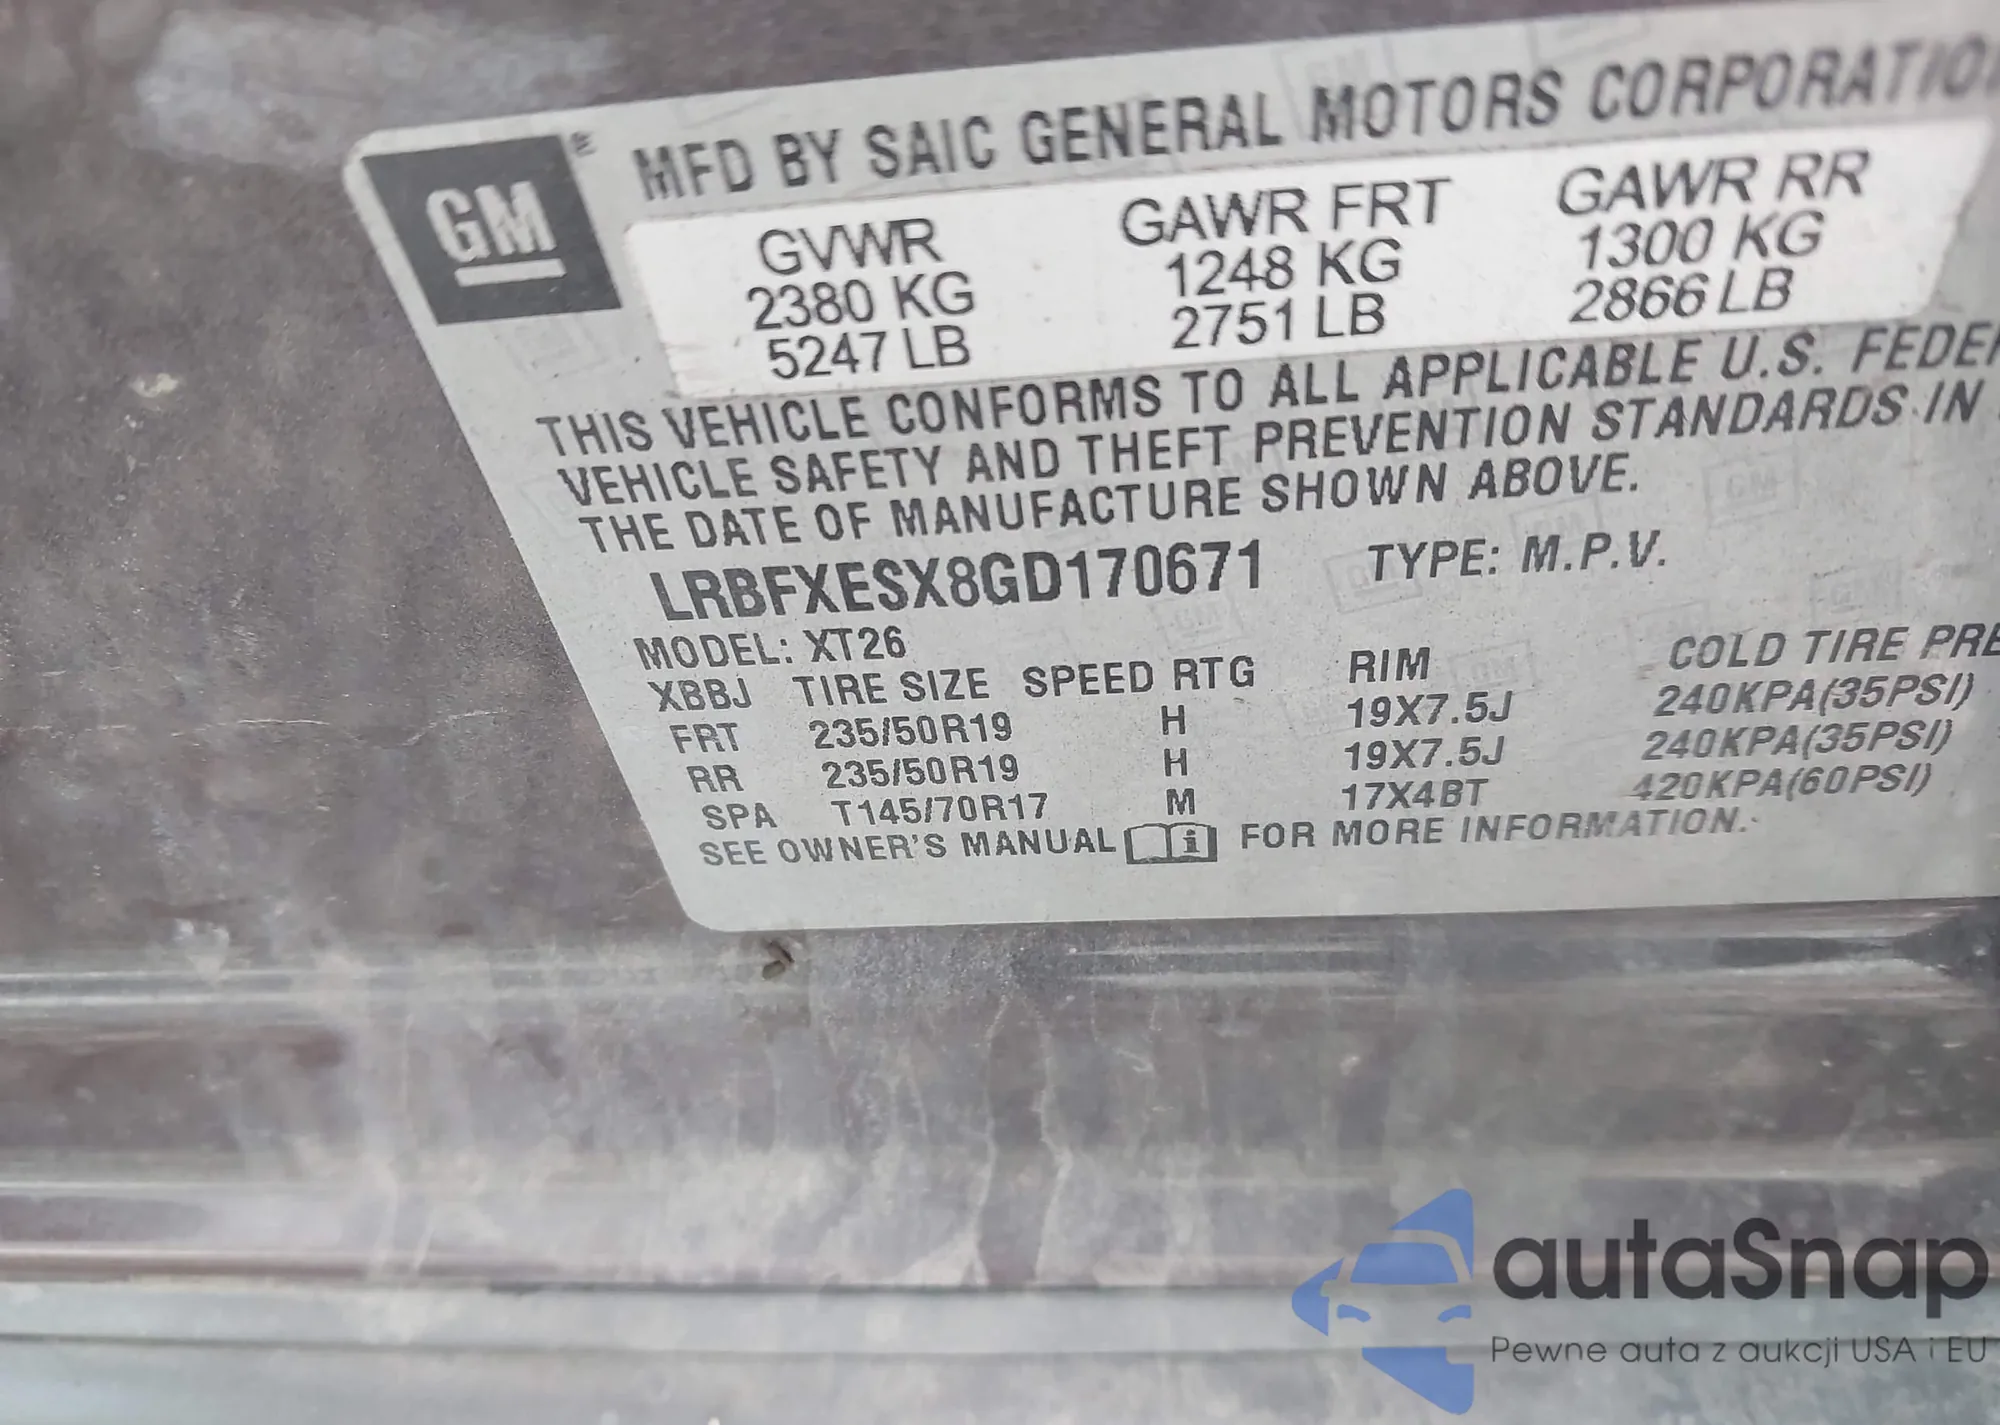 GM ® MFD BY SAIC GENERAL MOTORS CORPORATION
GVWR GAWR FRT GAWR RR
2380 KG 1248 KG 1300 KG
5247 LB 2751 LB 2866 LB
THIS VEHICLE CONFORMS TO ALL APPLICABLE U.S. FEDER
VEHICLE SAFETY AND THEFT PREVENTION STANDARDS IN
THE DATE OF MANUFACTURE SHOWN ABOVE.
LRBFXESX8GD170671 TYPE: M.P.V.
MODEL: XT26
XBBJ TIRE SIZE SPEED RTG RIM COLD TIRE PRE
FRT 235/50R19 H 19X7.5J 240KPA(35PSI)
RR 235/50R19 H 19X7.5J 240KPA(35PSI)
SPA T145/70R17 M 17X4BT 420KPA(60PSI)
SEE OWNER'S MANUAL i FOR MORE INFORMATION.
autaSnap
Pewne auta z aukcji USA i EU